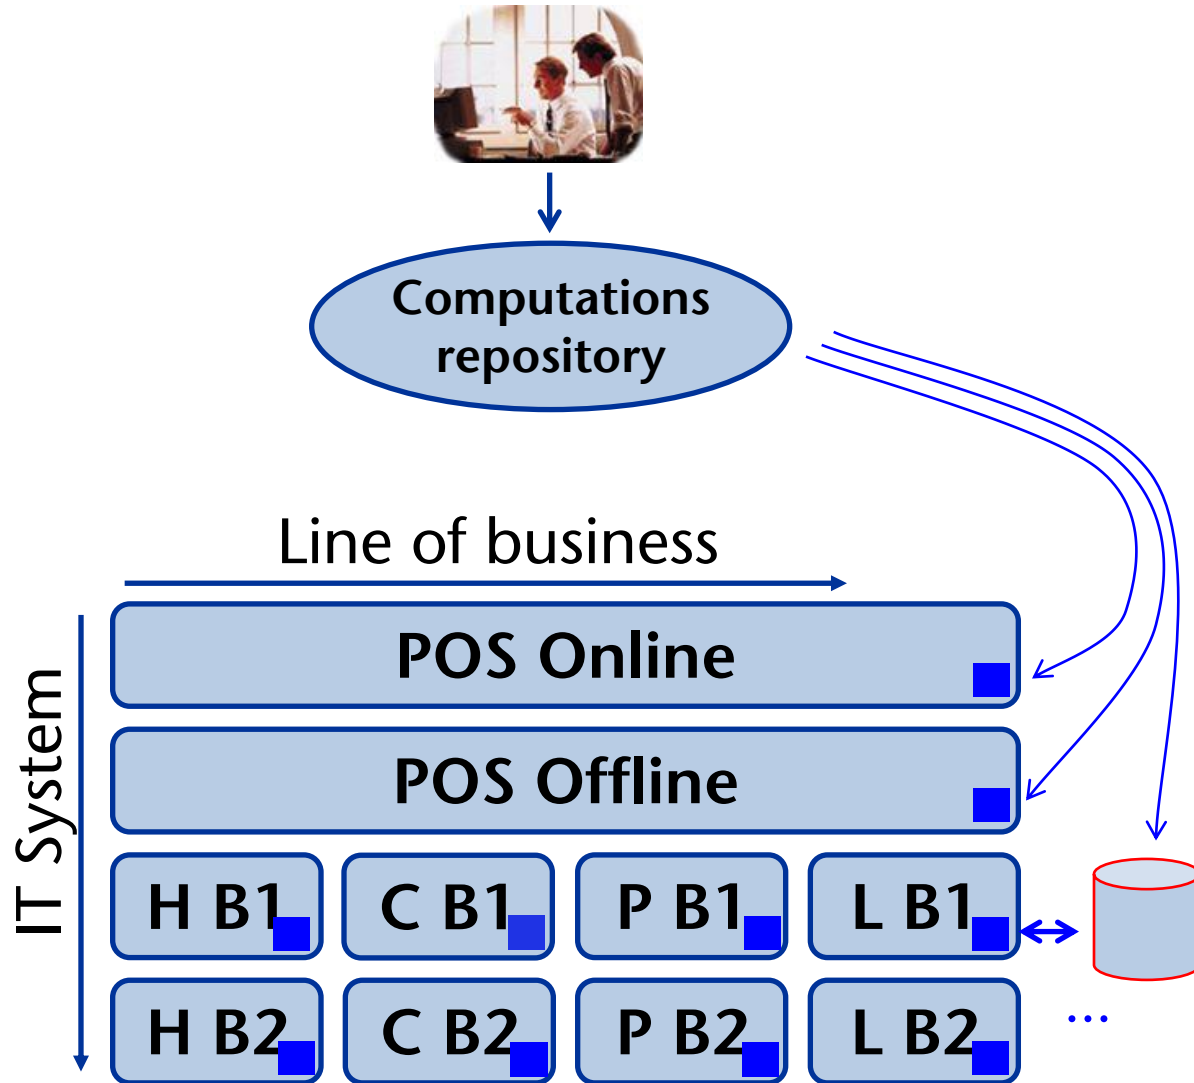 Computations
repository
Line of business
IT System
POS Online
POS Offline
H B1
C B1
P B1
L B1
H B2
C B2
P B2
L B2
...